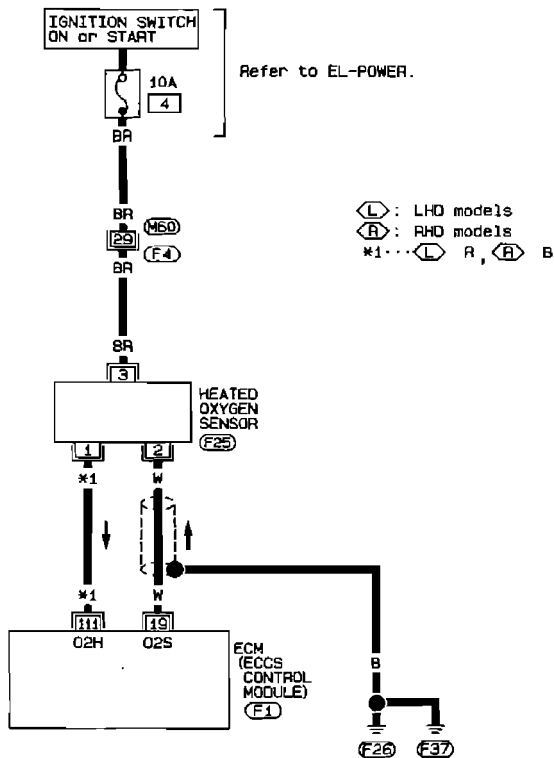 IGNITION SWITCH
ON or START
Refer to EL-POWER.
10A
4
BR
BR
29
M60
F4
BR
L : LHD models
R : RHD models
*1 ··· L R , R B
BR
3
HEATED
OXYGEN
SENSOR
F25
1
2
*1
W
*1
W
111
19
O2H
O2S
ECM
(ECCS
CONTROL
MODULE)
F1
B
F26
F37